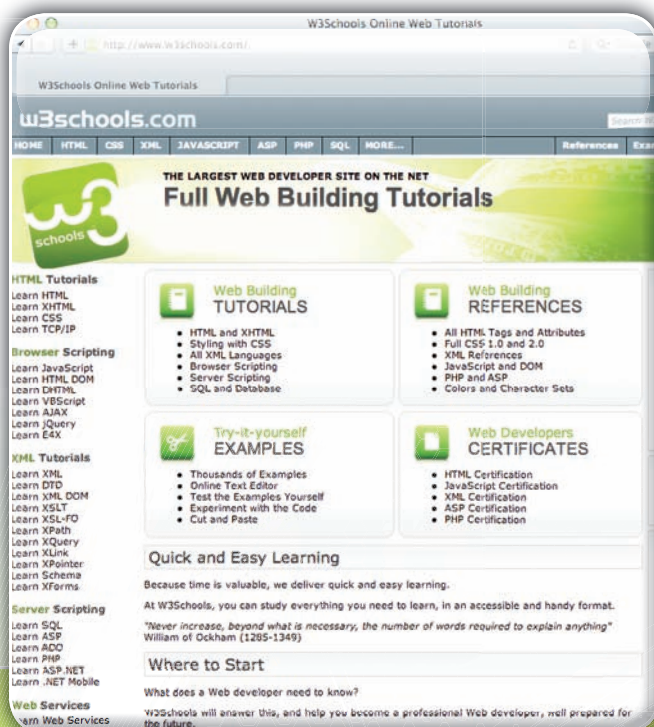 W3Schools Online Web Tutorials
http://www.w3schools.com/
W3Schools Online Web Tutorials
w3schools.com
HOME HTML CSS XML JAVASCRIPT ASP PHP SQL MORE... References
w3
schools
THE LARGEST WEB DEVELOPER SITE ON THE NET
Full Web Building Tutorials
HTML Tutorials
Learn HTML
Learn XHTML
Learn CSS
Learn TCP/IP
Browser Scripting
Learn JavaScript
Learn HTML DOM
Learn DHTML
Learn VBScript
Learn AJAX
Learn jQuery
Learn E4X
XML Tutorials
Learn XML
Learn DTD
Learn XML DOM
Learn XSLT
Learn XSL-FO
Learn XPath
Learn XQuery
Learn XLink
Learn XPointer
Learn Schema
Learn XForms
Server Scripting
Learn SQL
Learn ASP
Learn ADO
Learn PHP
Learn ASP.NET
Learn .NET Mobile
Web Services
Learn Web Services
Web Building
TUTORIALS
• HTML and XHTML
• Styling with CSS
• All XML Languages
• Browser Scripting
• Server Scripting
• SQL and Database
Web Building
REFERENCES
• All HTML Tags and Attributes
• Full CSS 1.0 and 2.0
• XML References
• JavaScript and DOM
• PHP and ASP
• Colors and Character Sets
Try-it-yourself
EXAMPLES
• Thousands of Examples
• Online Text Editor
• Test the Examples Yourself
• Experiment with the Code
• Cut and Paste
Web Developers
CERTIFICATES
• HTML Certification
• JavaScript Certification
• XML Certification
• ASP Certification
• PHP Certification
Quick and Easy Learning
Because time is valuable, we deliver quick and easy learning.
At W3Schools, you can study everything you need to learn, in an accessible and handy format.
"Never increase, beyond what is necessary, the number of words required to explain anything"
William of Ockham (1285-1349)
Where to Start
What does a Web developer need to know?
W3Schools will answer this, and help you become a professional Web developer, well prepared for
the future.